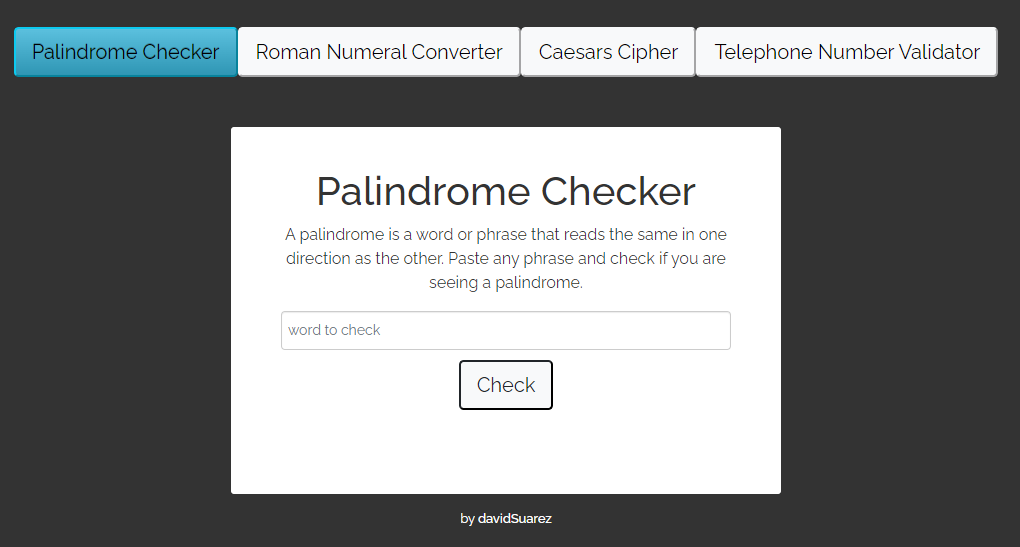 Palindrome Checker
Roman Numeral Converter
Caesars Cipher
Telephone Number Validator
Palindrome Checker
A palindrome is a word or phrase that reads the same in one
direction as the other. Paste any phrase and check if you are
seeing a palindrome.
word to check
Check
by davidSuarez